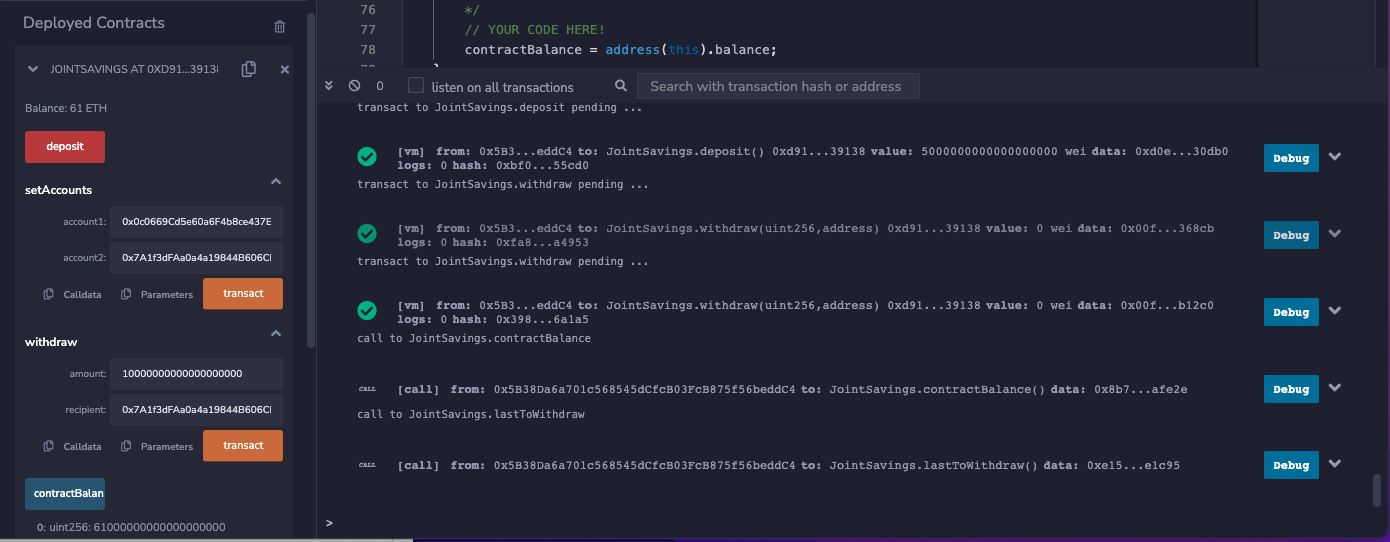 Deployed Contracts
JOINTSAVINGS AT 0XD91...39138
Balance: 61 ETH
deposit
setAccounts
account1: 0x0c0669Cd5e60a6F4b8ce437E
account2: 0x7A1f3dFAa0a4a19844B606CI
Calldata Parameters transact
withdraw
amount: 10000000000000000000
recipient: 0x7A1f3dFAa0a4a19844B606CI
Calldata Parameters transact
contractBalan
0: uint256: 61000000000000000000
76 */
77 // YOUR CODE HERE!
78 contractBalance = address(this).balance;
0 listen on all transactions Search with transaction hash or address
transact to JointSavings.deposit pending ...
[vm] from: 0x5B3...eddC4 to: JointSavings.deposit() 0xd91...39138 value: 5000000000000000000 wei data: 0xd0e...30db0 Debug
logs: 0 hash: 0xbf0...55cd0
transact to JointSavings.withdraw pending ...
[vm] from: 0x5B3...eddC4 to: JointSavings.withdraw(uint256,address) 0xd91...39138 value: 0 wei data: 0x00f...368cb Debug
logs: 0 hash: 0xfa8...a4953
transact to JointSavings.withdraw pending ...
[vm] from: 0x5B3...eddC4 to: JointSavings.withdraw(uint256,address) 0xd91...39138 value: 0 wei data: 0x00f...b12c0 Debug
logs: 0 hash: 0x398...6a1a5
call to JointSavings.contractBalance
CALL [call] from: 0x5B38Da6a701c568545dCfcB03FcB875f56beddC4 to: JointSavings.contractBalance() data: 0x8b7...afe2e Debug
call to JointSavings.lastToWithdraw
CALL [call] from: 0x5B38Da6a701c568545dCfcB03FcB875f56beddC4 to: JointSavings.lastToWithdraw() data: 0xe15...e1c95 Debug
>